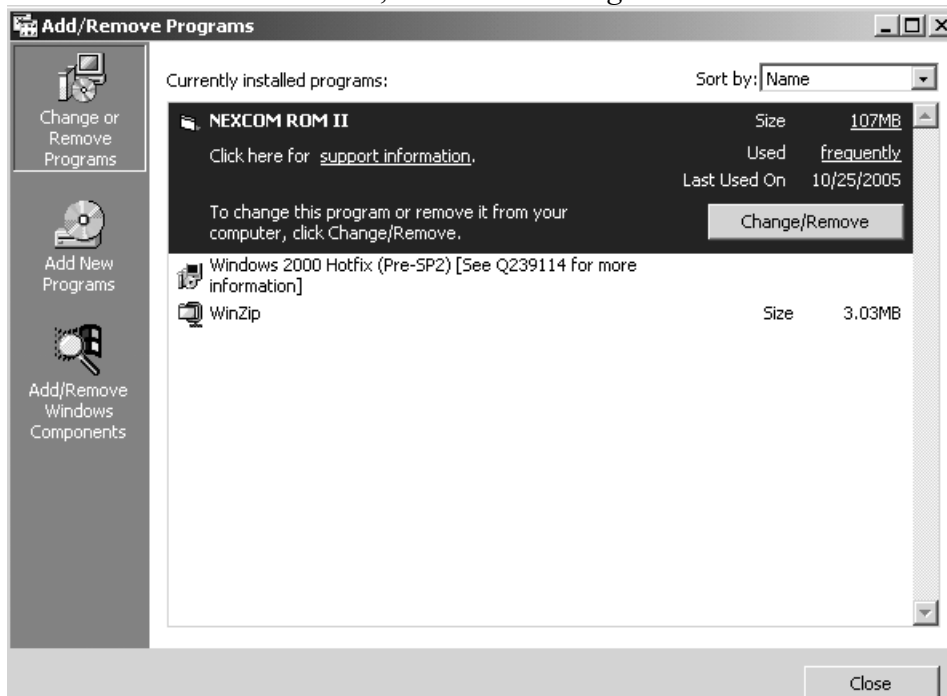 Add/Remove Programs
Change or
Remove
Programs
Add New
Programs
Add/Remove
Windows
Components
Currently installed programs:
Sort by: Name
NEXCOM ROM II
Size 107MB
Click here for support information.
Used frequently
Last Used On 10/25/2005
To change this program or remove it from your
computer, click Change/Remove.
Change/Remove
Windows 2000 Hotfix (Pre-SP2) [See Q239114 for more
information]
WinZip
Size 3.03MB
Close